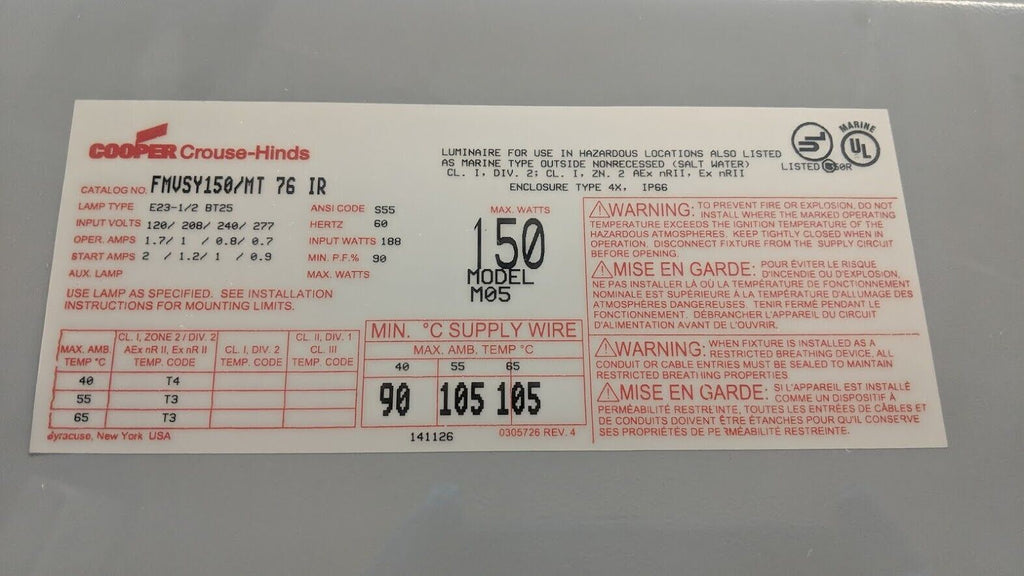 COOPER Crouse-Hinds
CATALOG NO. FMVSY150/MT 76 IR
LAMP TYPE E23-1/2 BT25
INPUT VOLTS 120/ 208/ 240/ 277
OPER. AMPS 1.7/ 1 / 0.8/ 0.7
START AMPS 2 / 1.2/ 1 / 0.9
AUX. LAMP
ANSI CODE S55
HERTZ 60
INPUT WATTS 188
MIN. P.F.% 90
MAX. WATTS
USE LAMP AS SPECIFIED. SEE INSTALLATION
INSTRUCTIONS FOR MOUNTING LIMITS.
LUMINAIRE FOR USE IN HAZARDOUS LOCATIONS ALSO LISTED
AS MARINE TYPE OUTSIDE NONRECESSED (SALT WATER)
CL. I, DIV. 2; CL. I, ZN. 2 AEx nRII, Ex nRII
ENCLOSURE TYPE 4X, IP66
UL
LISTED
MARINE
UL
MAX. WATTS
150
MODEL
M05
MAX. AMB. TEMP °C
CL. I, ZONE 2 / DIV. 2 AEx nR II, Ex nR II TEMP. CODE
CL. I, DIV. 2 TEMP. CODE
CL. II, DIV. 1 CL. III TEMP. CODE
40 T4
55 T3
65 T3
Syracuse, New York USA
MIN. °C SUPPLY WIRE
MAX. AMB. TEMP °C
40 55 65
90 105 105
141126
0305726 REV. 4
⚠WARNING: TO PREVENT FIRE OR EXPLOSION, DO NOT
INSTALL WHERE THE MARKED OPERATING
TEMPERATURE EXCEEDS THE IGNITION TEMPERATURE OF THE
HAZARDOUS ATMOSPHERES. KEEP TIGHTLY CLOSED WHEN IN
OPERATION. DISCONNECT FIXTURE FROM THE SUPPLY CIRCUIT
BEFORE OPENING.
⚠MISE EN GARDE: POUR ÉVITER LE RISQUE
D'INCENDIE OU D'EXPLOSION,
NE PAS INSTALLER LÀ OÙ LA TEMPÉRATURE DE FONCTIONNEMENT
NOMINALE EST SUPÉRIEURE À LA TEMPÉRATURE D'ALLUMAGE DES
ATMOSPHÈRES DANGEREUSES. TENIR FERMÉ PENDANT LE
FONCTIONNEMENT. DÉBRANCHER L'APPAREIL DU CIRCUIT
D'ALIMENTATION AVANT DE L'OUVRIR.
⚠WARNING: WHEN FIXTURE IS INSTALLED AS A
RESTRICTED BREATHING DEVICE, ALL
CONDUIT OR CABLE ENTRIES MUST BE SEALED TO MAINTAIN
RESTRICTED BREATHING PROPERTIES
⚠MISE EN GARDE: SI L'APPAREIL EST INSTALLÉ
COMME UN DISPOSITIF À
PERMÉABILITÉ RESTREINTE, TOUTES LES ENTRÉES DE CÂBLES ET
DE CONDUITS DOIVENT ÊTRE ÉTANCHES POUR QU'IL CONSERVE
SES PROPRIÉTÉS DE PERMÉABILITÉ RESTREINTE.